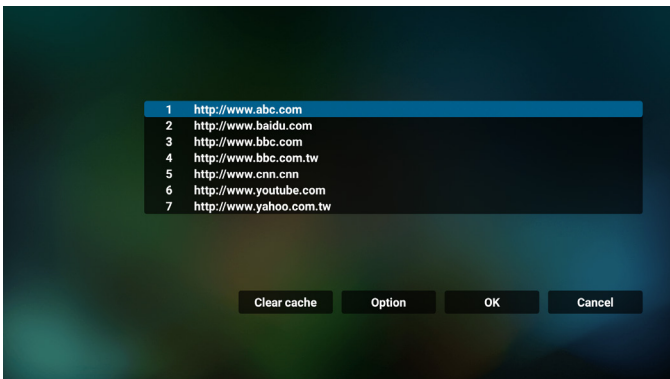 1 http://www.abc.com
2 http://www.baidu.com
3 http://www.bbc.com
4 http://www.bbc.com.tw
5 http://www.cnn.cnn
6 http://www.youtube.com
7 http://www.yahoo.com.tw
Clear cache Option OK Cancel